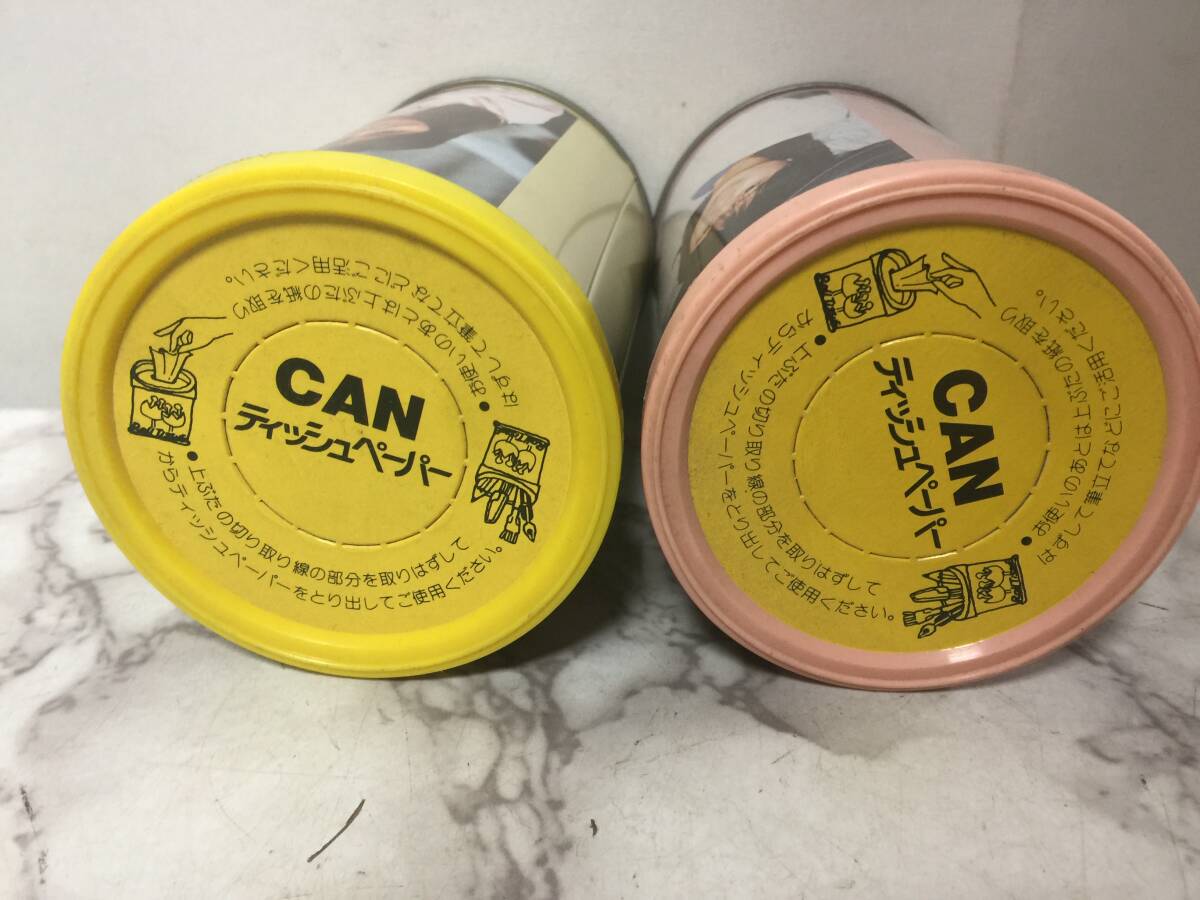 CAN
ティッシュペーパー
●上ぶたの切り取り線の部分を取りはずして
からティッシュペーパーをとり出してご使用ください。
●お使いのあとは上ぶたの紙を取り
はずして筆立てなどにご活用ください。
CAN
ティッシュペーパー
●上ぶたの切り取り線の部分を取りはずして
からティッシュペーパーをとり出してご使用ください。
●お使いのあとは上ぶたの紙を取り
はずして筆立てなどにご活用ください。